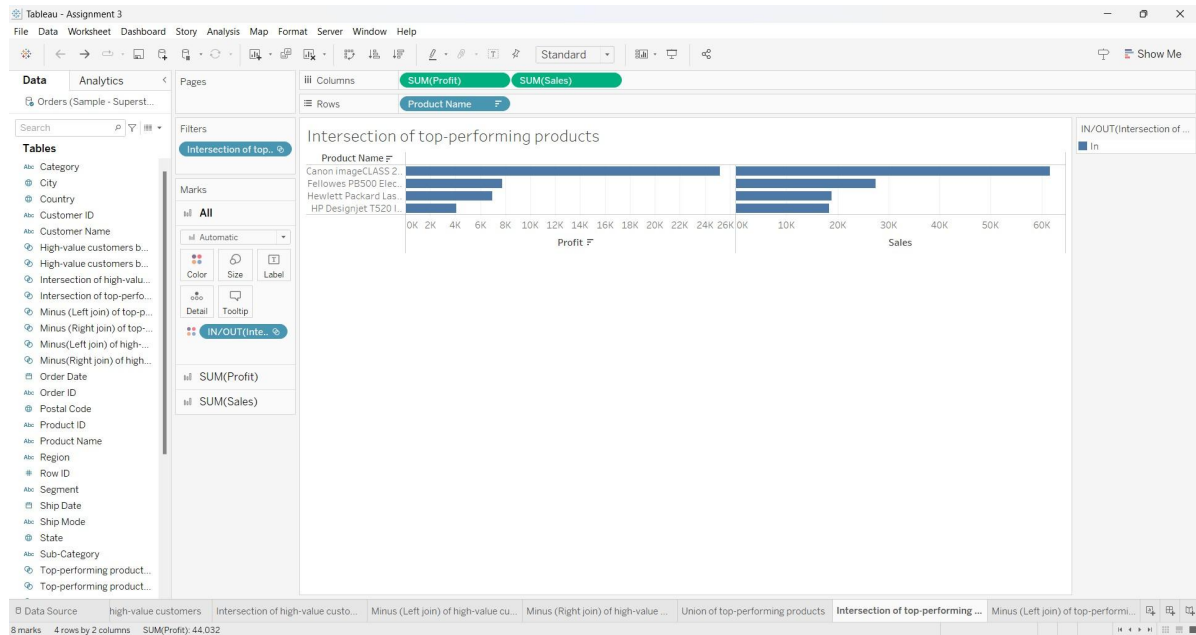 Tableau - Assignment 3
File Data Worksheet Dashboard Story Analysis Map Format Server Window Help
Standard
Show Me
Data Analytics
Orders (Sample - Superst...
Search
Tables
Abc Category
City
Country
Abc Customer ID
Abc Customer Name
High-value customers b...
High-value customers b...
Intersection of high-valu...
Intersection of top-perfo...
Minus (Left join) of top-p...
Minus (Right join) of top-...
Minus(Left join) of high-...
Minus(Right join) of high...
Order Date
Abc Order ID
Postal Code
Abc Product ID
Abc Product Name
Abc Region
# Row ID
Abc Segment
Ship Date
Abc Ship Mode
State
Abc Sub-Category
Top-performing product...
Top-performing product...
Pages
Filters
Intersection of top..
Marks
All
Automatic
Color Size Label
Detail Tooltip
IN/OUT(Inte..
SUM(Profit)
SUM(Sales)
Columns SUM(Profit) SUM(Sales)
Rows Product Name
Intersection of top-performing products
Product Name
Canon imageCLASS 2..
Fellowes PB500 Elec..
Hewlett Packard Las..
HP Designjet T520 I..
0K 2K 4K 6K 8K 10K 12K 14K 16K 18K 20K 22K 24K 26K 0K 10K 20K 30K 40K 50K 60K
Profit Sales
IN/OUT(Intersection of ...
In
Data Source high-value customers Intersection of high-value custo... Minus (Left join) of high-value cu... Minus (Right join) of high-value ... Union of top-performing products Intersection of top-performing ... Minus (Left join) of top-performi...
8 marks 4 rows by 2 columns SUM(Profit): 44,032